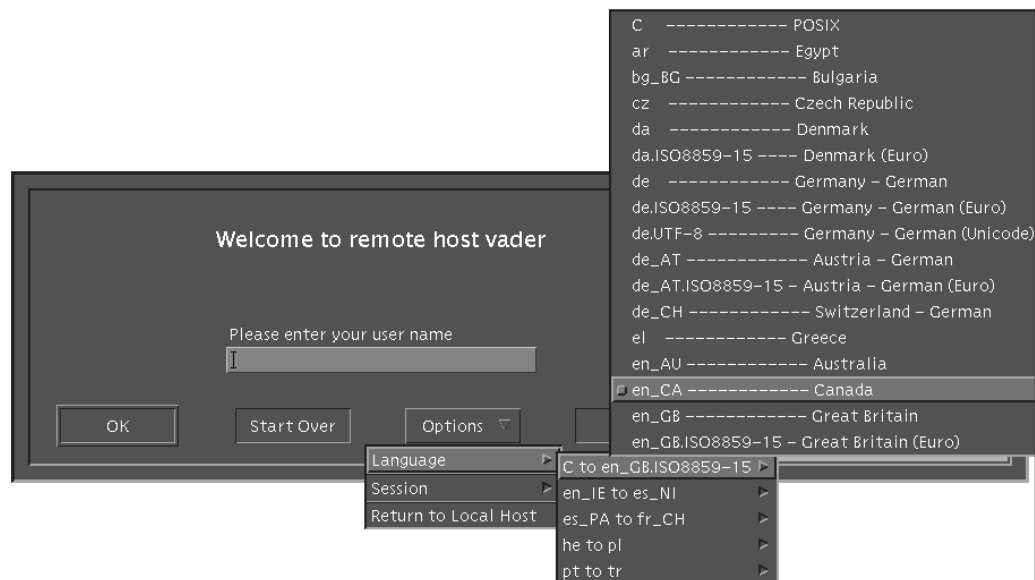 Welcome to remote host vader
Please enter your user name
OK
Start Over
Options
Language
Session
Return to Local Host
C to en_GB.ISO8859-15
en_IE to es_NI
es_PA to fr_CH
he to pl
pt to tr
C ------------ POSIX
ar ------------ Egypt
bg_BG ------------ Bulgaria
cz ------------ Czech Republic
da ------------ Denmark
da.ISO8859-15 ---- Denmark (Euro)
de ------------ Germany - German
de.ISO8859-15 ---- Germany - German (Euro)
de.UTF-8 --------- Germany - German (Unicode)
de_AT ------------ Austria - German
de_AT.ISO8859-15 - Austria - German (Euro)
de_CH ------------ Switzerland - German
el ------------ Greece
en_AU ------------ Australia
en_CA ------------ Canada
en_GB ------------ Great Britain
en_GB.ISO8859-15 - Great Britain (Euro)